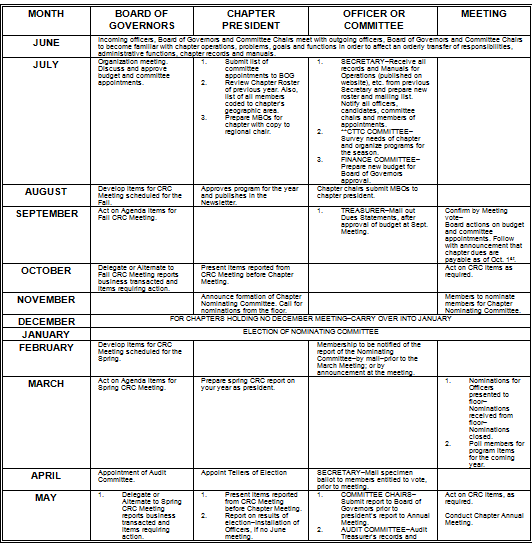 MONTH
BOARD OF
GOVERNORS
CHAPTER
PRESIDENT
OFFICER OR
COMMITTEE
MEETING
JUNE
Incoming officers, Board of Governors and Committee Chairs meet with outgoing officers, Board of Governors and Committee Chairs
to become familiar with chapter operations, problems, goals and functions in order to affect an orderly transfer of responsibilities,
administrative functions, chapter records and manuals.
JULY
Organization meeting.
Discuss and approve
budget and committee
appointments.
1. Submit list of
committee
appointments to BOG
2. Review Chapter Roster
of previous year. Also,
list of all members
coded to chapter's
geographic area.
3. Prepare MBOs for
chapter with copy to
regional chair.
1. SECRETARY–Receive all
records and Manuals for
Operations (published on
website), etc. from previous
Secretary and prepare new
roster and mailing list.
Notify all officers,
candidates, committee
chairs and members of
appointments.
2. **CTTC COMMITTEE–
Survey needs of chapter
and organize programs for
the season.
3. FINANCE COMMITTEE–
Prepare new budget for
Board of Governors
approval.
AUGUST
Develop items for CRC
Meeting scheduled for the
Fall.
Approves program for the year
and publishes in the
Newsletter.
Chapter chairs submit MBOs to
chapter president.
SEPTEMBER
Act on Agenda items for
Fall CRC Meeting.
1. TREASURER–Mail out
Dues Statements, after
approval of budget at Sept.
Meeting.
Confirm by Meeting
vote–
Board actions on budget
and committee
appointments. Follow
with announcement that
chapter dues are
payable as of Oct. 1st.
OCTOBER
Delegate or Alternate to
Fall CRC Meeting reports
business transacted and
items requiring action.
Present items reported from
CRC Meeting before Chapter
Meeting.
Act on CRC items as
required.
NOVEMBER
Announce formation of Chapter
Nominating Committee. Call for
nominations from the floor.
Members to nominate
members for Chapter
Nominating Committee.
DECEMBER
FOR CHAPTERS HOLDING NO DECEMBER MEETING–CARRY OVER INTO JANUARY
JANUARY
ELECTION OF NOMINATING COMMITTEE
FEBRUARY
Develop items for CRC
Meeting scheduled for the
Spring.
Membership to be notified of the
report of the Nominating
Committee–by mail–prior to the
March Meeting; or by
announcement at the meeting.
MARCH
Act on Agenda items for
Spring CRC Meeting.
Prepare spring CRC report on
your year as president.
1. Nominations for
Officers
presented to
floor–
Nominations
received from
floor–
Nominations
closed.
2. Poll members for
program items for
the coming
year.
APRIL
Appointment of Audit
Committee.
Appoint Tellers of Election
SECRETARY–Mail specimen
ballot to members entitled to vote,
prior to meeting.
MAY
1. Delegate or
Alternate to Spring
CRC Meeting
reports business
transacted and
items requiring
action.
1. Present items reported
from CRC Meeting
before Chapter Meeting.
2. Report on results of
election–Installation of
Officers, if no June
meeting.
1. COMMITTEE CHAIRS–
Submit report to Board of
Governors prior to
president's report to Annual
Meeting.
2. AUDIT COMMITTEE–Audit
Treasurer's records and
Act on CRC items, as
required.
Conduct Chapter Annual
Meeting.